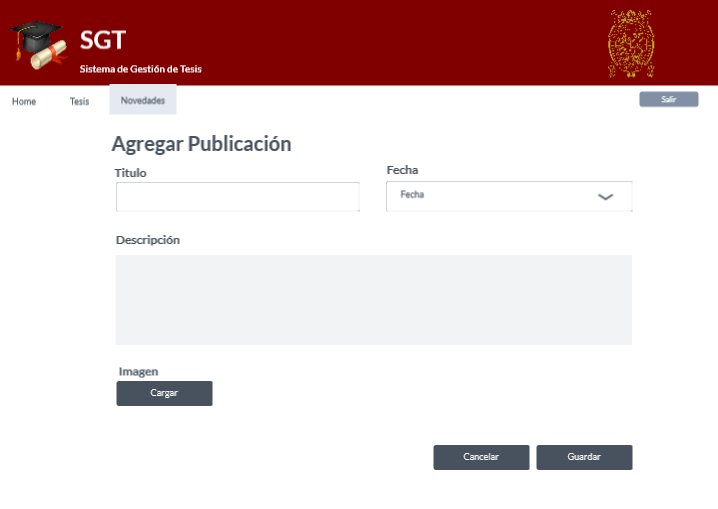 SGT
Sistema de Gestión de Tesis
Home
Tesis
Novedades
Salir
Agregar Publicación
Titulo
Fecha
Fecha
Descripción
Imagen
Cargar
Cancelar
Guardar